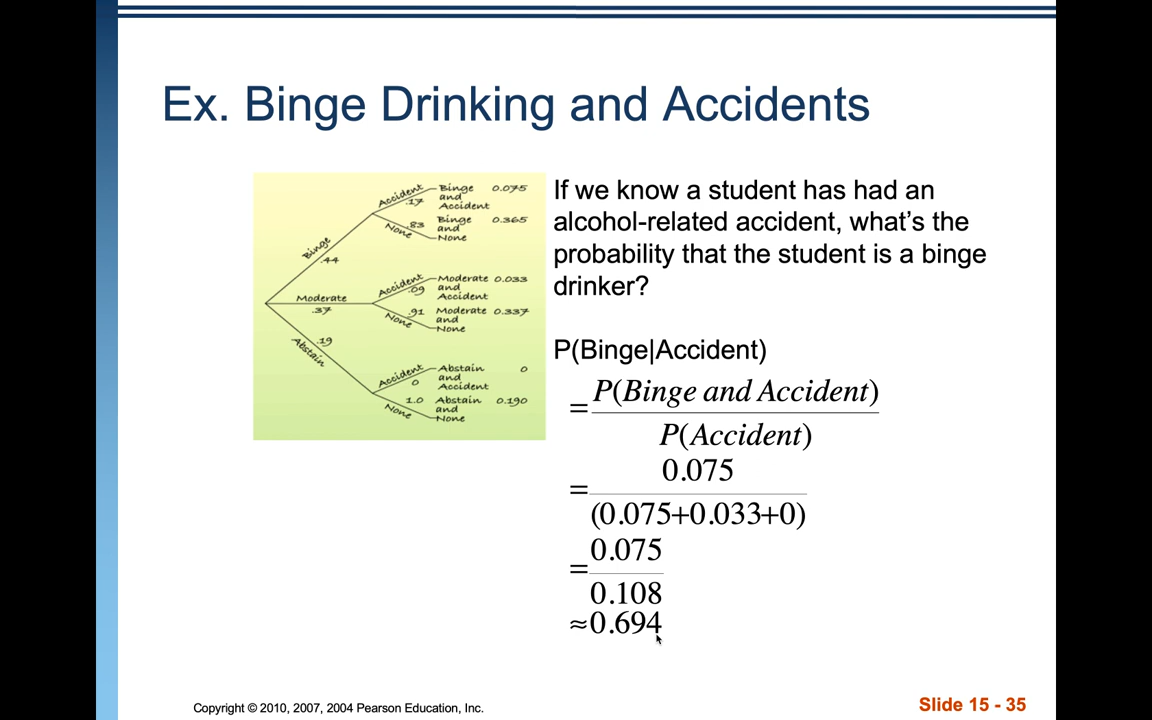 Ex. Binge Drinking and Accidents
Binge
.44
Moderate
.37
Abstain
.19
Accident
.17
None
.83
Binge and Accident 0.075
Binge and None 0.365
Accident
.09
None
.91
Moderate and Accident 0.033
Moderate and None 0.337
Accident
0
None
1.0
Abstain and Accident 0
Abstain and None 0.190
If we know a student has had an
alcohol-related accident, what’s the
probability that the student is a binge
drinker?
P(Binge|Accident)
= P(Binge and Accident)
P(Accident)
= 0.075
(0.075+0.033+0)
= 0.075
0.108
≈0.694
Copyright © 2010, 2007, 2004 Pearson Education, Inc.
Slide 15 - 35